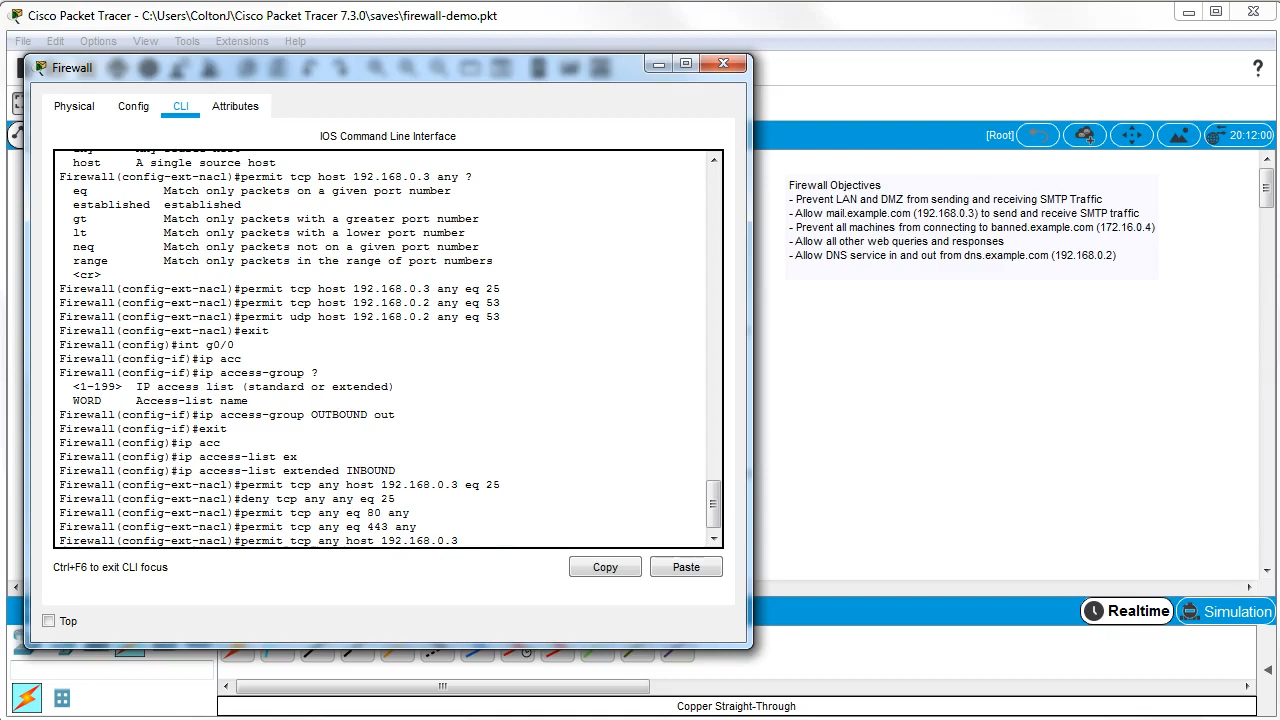 Cisco Packet Tracer - C:\Users\ColtonJ\Cisco Packet Tracer 7.3.0\saves\firewall-demo.pkt
File Edit Options View Tools Extensions Help
Firewall
?
Physical Config CLI Attributes
IOS Command Line Interface
[Root]
20:12:00
host A single source host
Firewall(config-ext-nacl)#permit tcp host 192.168.0.3 any ?
eq Match only packets on a given port number
established established
gt Match only packets with a greater port number
lt Match only packets with a lower port number
neq Match only packets not on a given port number
range Match only packets in the range of port numbers
<cr>
Firewall(config-ext-nacl)#permit tcp host 192.168.0.3 any eq 25
Firewall(config-ext-nacl)#permit tcp host 192.168.0.2 any eq 53
Firewall(config-ext-nacl)#permit udp host 192.168.0.2 any eq 53
Firewall(config-ext-nacl)#exit
Firewall(config)#int g0/0
Firewall(config-if)#ip acc
Firewall(config-if)#ip access-group ?
<1-199> IP access list (standard or extended)
WORD Access-list name
Firewall(config-if)#ip access-group OUTBOUND out
Firewall(config-if)#exit
Firewall(config)#ip acc
Firewall(config)#ip access-list ex
Firewall(config)#ip access-list extended INBOUND
Firewall(config-ext-nacl)#permit tcp any host 192.168.0.3 eq 25
Firewall(config-ext-nacl)#deny tcp any any eq 25
Firewall(config-ext-nacl)#permit tcp any eq 80 any
Firewall(config-ext-nacl)#permit tcp any eq 443 any
Firewall(config-ext-nacl)#permit tcp any host 192.168.0.3
Ctrl+F6 to exit CLI focus
Copy
Paste
Top
Firewall Objectives
- Prevent LAN and DMZ from sending and receiving SMTP Traffic
- Allow mail.example.com (192.168.0.3) to send and receive SMTP traffic
- Prevent all machines from connecting to banned.example.com (172.16.0.4)
- Allow all other web queries and responses
- Allow DNS service in and out from dns.example.com (192.168.0.2)
Realtime
Simulation
Copper Straight-Through